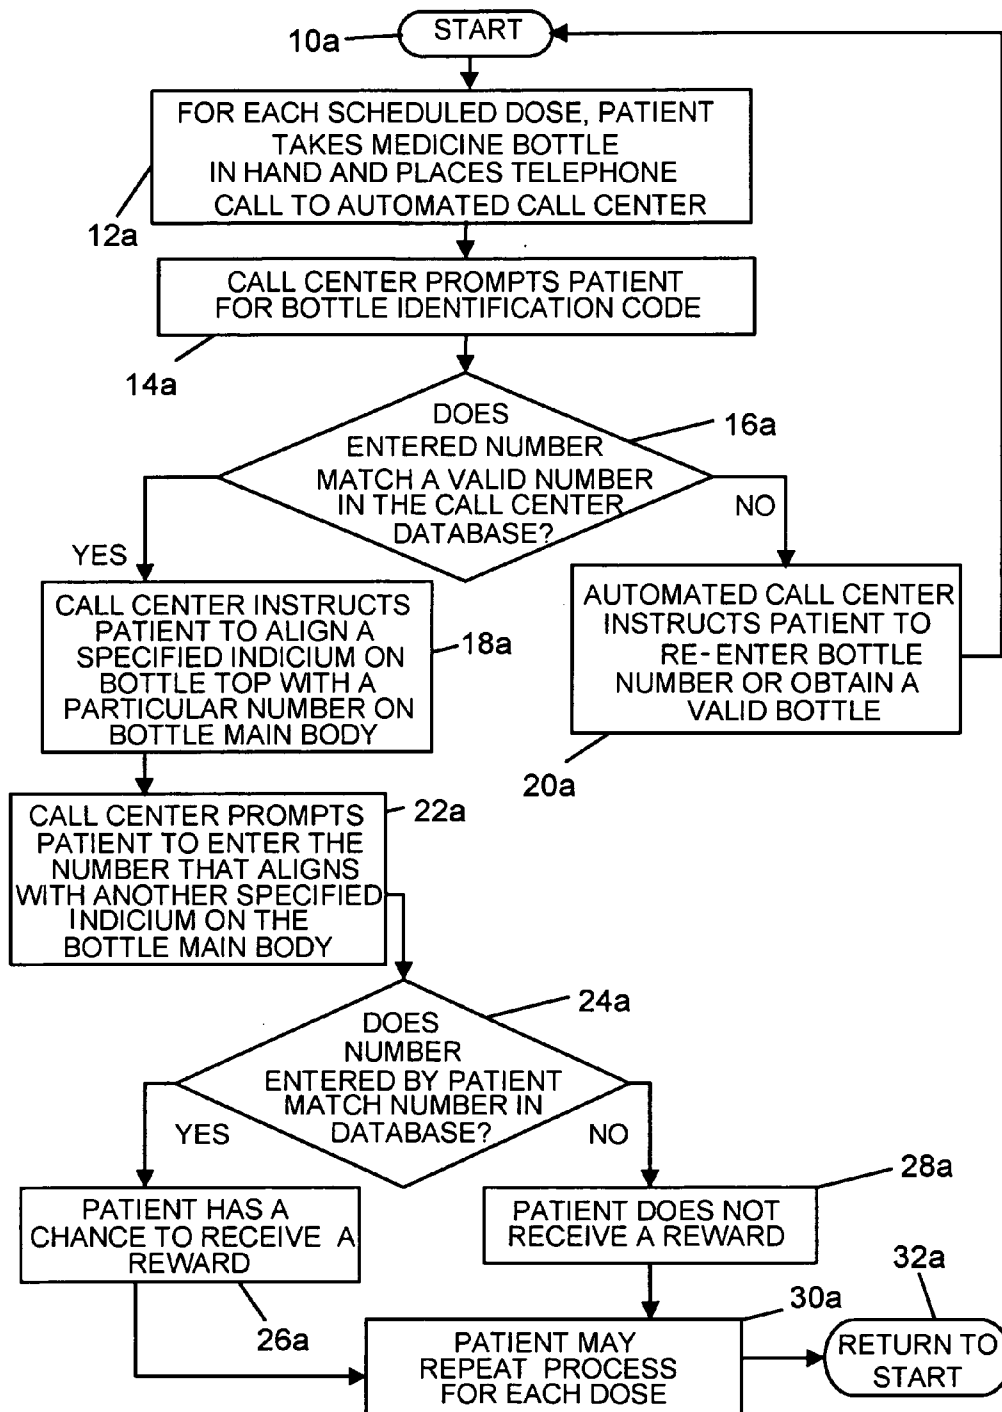 START
10a
FOR EACH SCHEDULED DOSE, PATIENT
TAKES MEDICINE BOTTLE
IN HAND AND PLACES TELEPHONE
CALL TO AUTOMATED CALL CENTER
12a
CALL CENTER PROMPTS PATIENT
FOR BOTTLE IDENTIFICATION CODE
14a
DOES
ENTERED NUMBER
MATCH A VALID NUMBER
IN THE CALL CENTER
DATABASE?
16a
YES
NO
CALL CENTER INSTRUCTS
PATIENT TO ALIGN A
SPECIFIED INDICIUM ON
BOTTLE TOP WITH A
PARTICULAR NUMBER ON
BOTTLE MAIN BODY
18a
AUTOMATED CALL CENTER
INSTRUCTS PATIENT TO
RE-ENTER BOTTLE
NUMBER OR OBTAIN A
VALID BOTTLE
20a
CALL CENTER PROMPTS
PATIENT TO ENTER THE
NUMBER THAT ALIGNS
WITH ANOTHER SPECIFIED
INDICIUM ON THE
BOTTLE MAIN BODY
22a
DOES
NUMBER
ENTERED BY PATIENT
MATCH NUMBER IN
DATABASE?
24a
YES
NO
PATIENT HAS A
CHANCE TO RECEIVE A
REWARD
26a
PATIENT DOES NOT
RECEIVE A REWARD
28a
PATIENT MAY
REPEAT PROCESS
FOR EACH DOSE
30a
RETURN TO
START
32a